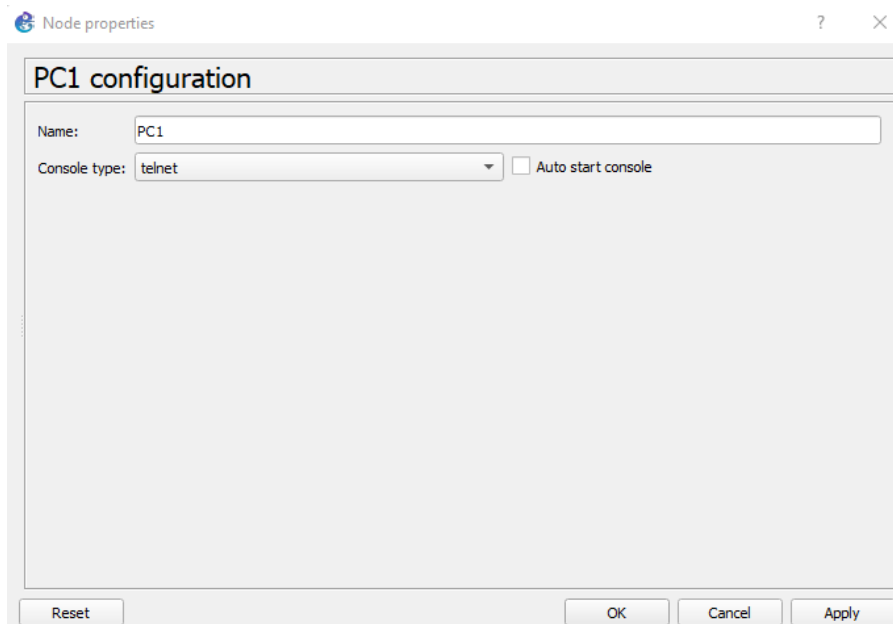 Node properties
PC1 configuration
Name: PC1
Console type: telnet Auto start console
Reset OK Cancel Apply